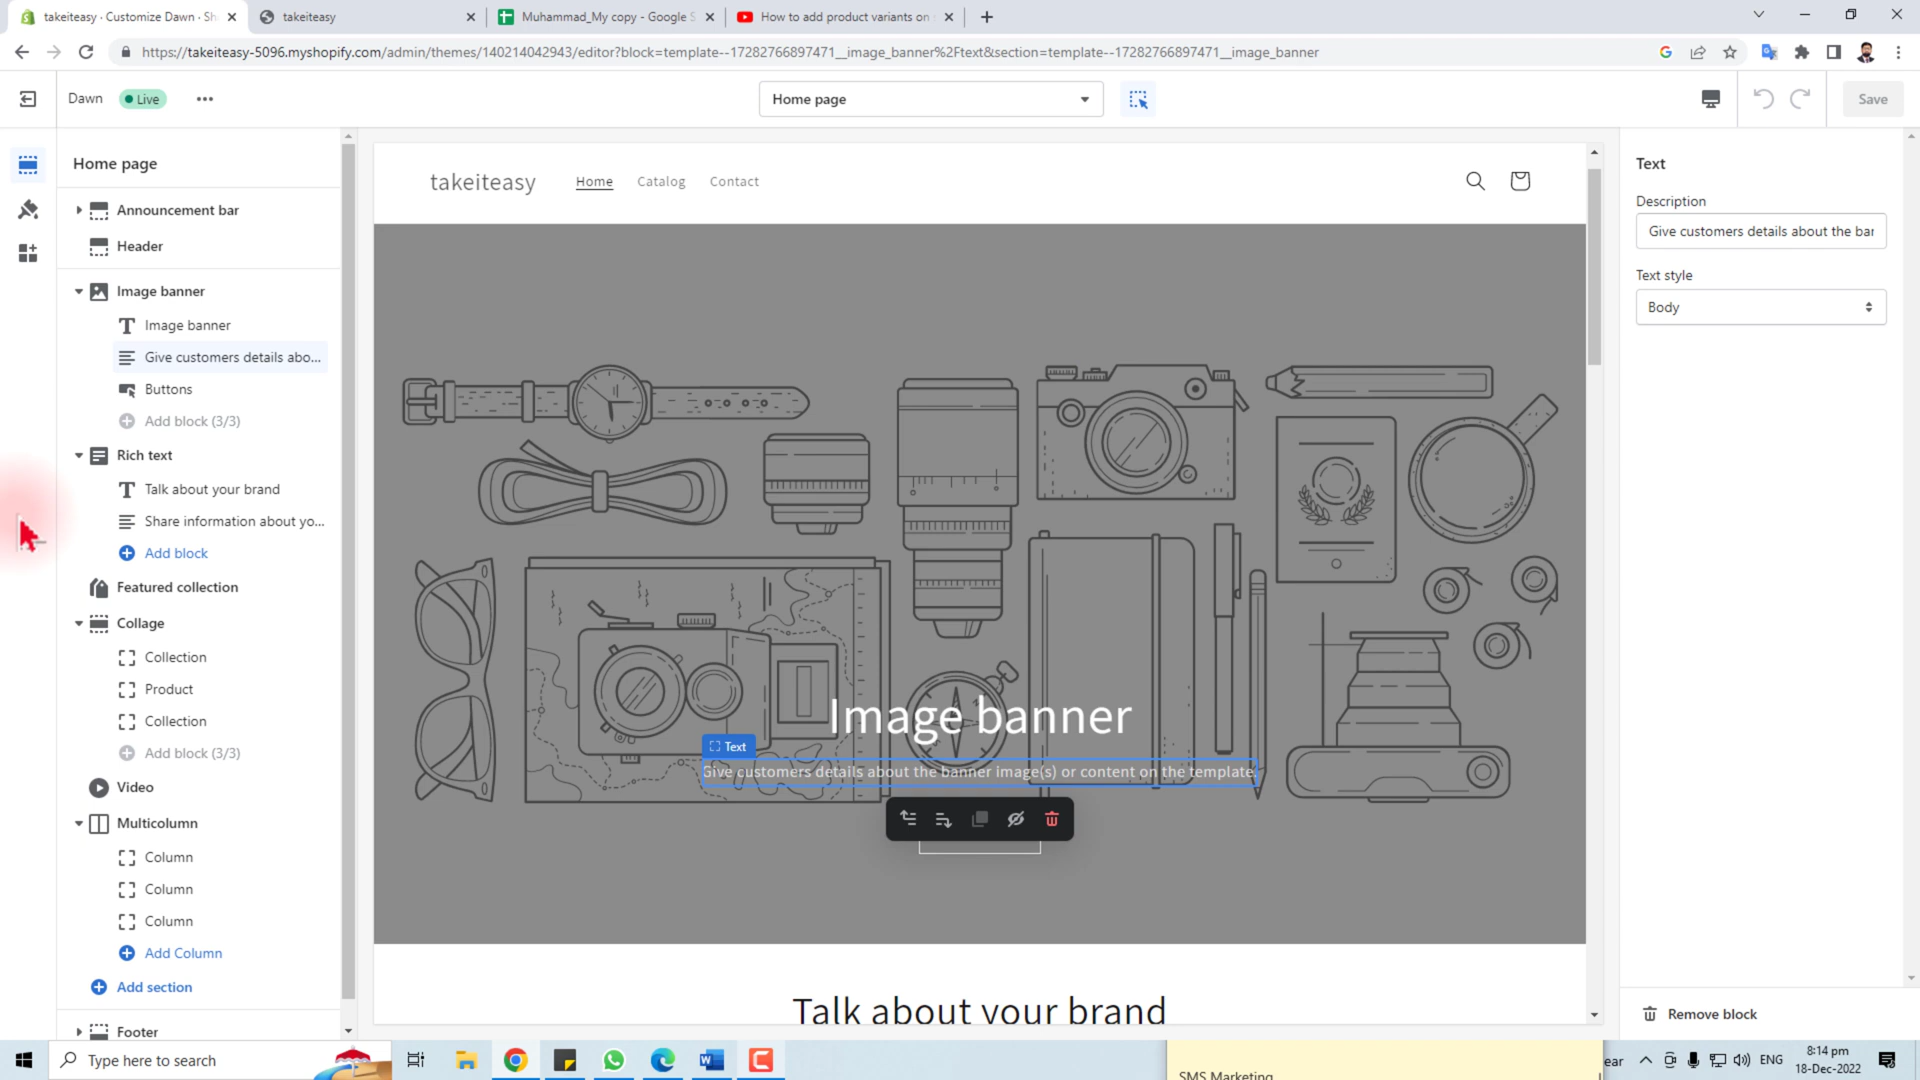 takeiteasy · Customize Dawn · Sh
takeiteasy
Muhammad_My copy - Google S
How to add product variants on
https://takeiteasy-5096.myshopify.com/admin/themes/140214042943/editor?block=template--17282766897471__image_banner%2Ftext&section=template--17282766897471__image_banner
Dawn
Live
Home page
Save
Home page
Announcement bar
Header
Image banner
Image banner
Give customers details abo...
Buttons
Add block (3/3)
Rich text
Talk about your brand
Share information about yo...
Add block
Featured collection
Collage
Collection
Product
Collection
Add block (3/3)
Video
Multicolumn
Column
Column
Column
Add Column
Add section
Footer
takeiteasy
Home
Catalog
Contact
Image banner
Text
Give customers details about the banner image(s) or content on the template.
Talk about your brand
Text
Description
Give customers details about the bar
Text style
Body
Remove block
Type here to search
SMS Marketing
ear
ENG
8:14 pm
18-Dec-2022